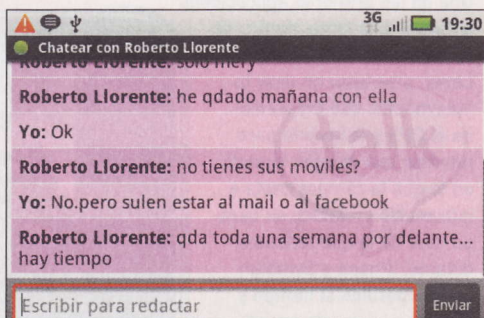 3G 19:30
Chatear con Roberto Llorente
Roberto Llorente: solo mery
Roberto Llorente: he qdado mañana con ella
Yo: Ok
Roberto Llorente: no tienes sus moviles?
Yo: No.pero sulen estar al mail o al facebook
Roberto Llorente: qda toda una semana por delante...
hay tiempo
talk
Escribir para redactar
Enviar